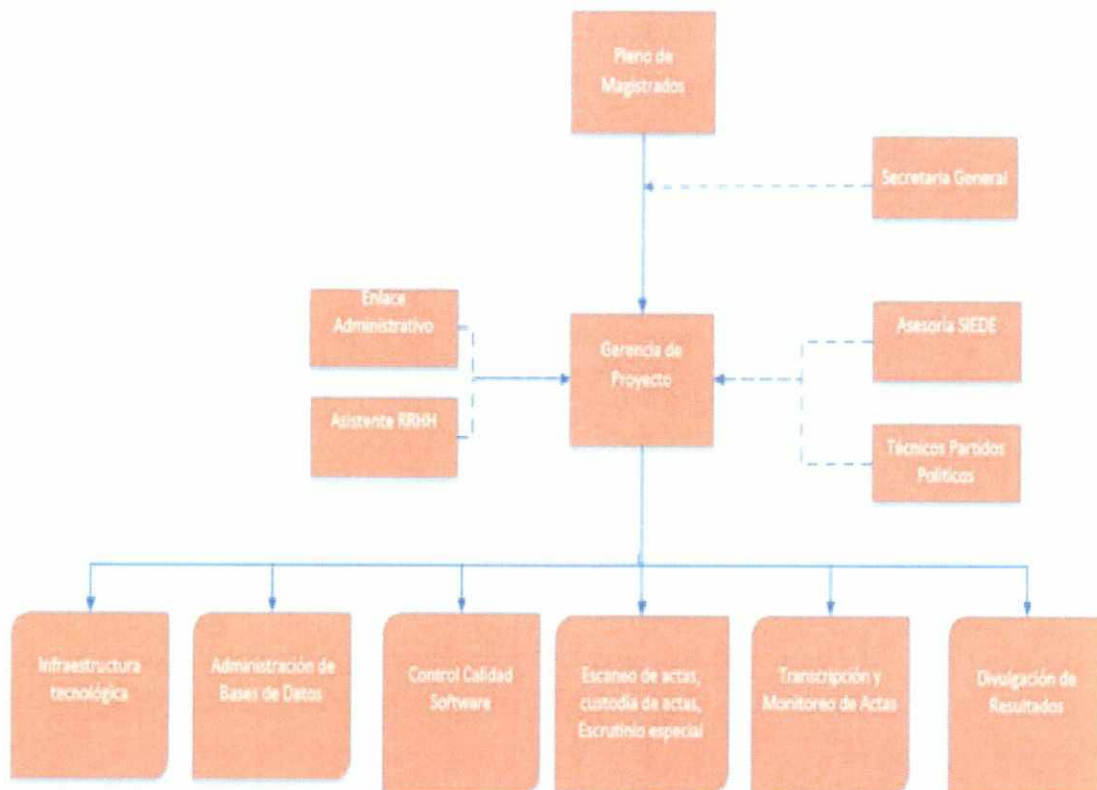 Pleno de
Magistrados
Secretaria General
Enlace
Administrativo
Asistente RRHH
Gerencia de
Proyecto
Asesoría SIEDE
Técnicos Partidos
Políticos
Infraestructura
tecnológica
Administración de
Bases de Datos
Control Calidad
Software
Escaneo de actas,
custodia de actas,
Escrutinio especial
Transcripción y
Monitoreo de Actas
Divulgación de
Resultados